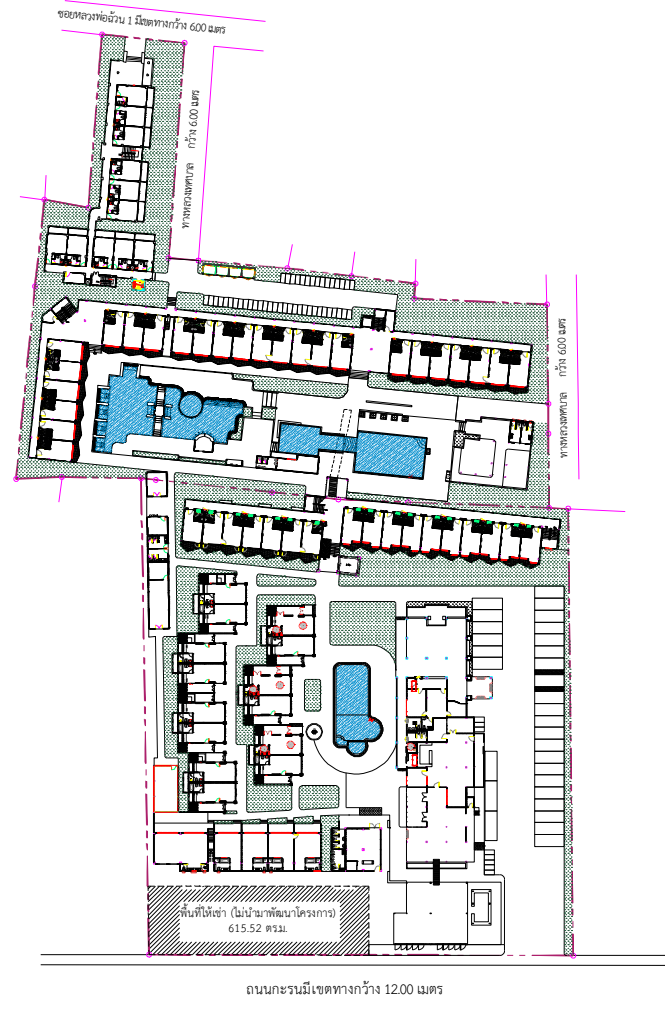 ซอยหลวงพ่อฉ้วน 1 มีเขตทางกว้าง 6.00 เมตร
ทางหลวงเทศบาล กว้าง 6.00 เมตร
ทางหลวงเทศบาล กว้าง 6.00 เมตร
พื้นที่ให้เช่า (ไม่นำมาพัฒนาโครงการ)
615.52 ตร.ม.
ถนนกะรนมีเขตทางกว้าง 12.00 เมตร